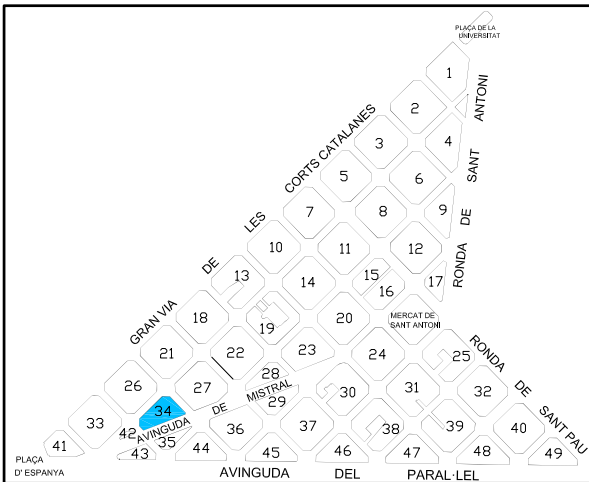 PLAÇA DE LA
UNIVERSITAT
1
2
ANTONI
3
4
CORTS CATALANES
5
6
SANT
7
8
9
DE
LES
10
11
12
RONDA
DE
13
14
15
16
17
18
19
20
MERCAT DE
SANT ANTONI
GRAN VIA
21
22
23
24
25
RONDA
26
27
28
MISTRAL
29
30
31
32
DE
33
34
DE
SANT PAU
42
AVINGUDA
35
36
37
38
39
40
41
43
44
45
46
47
48
49
PLAÇA
D' ESPANYA
AVINGUDA DEL PARAL·LEL